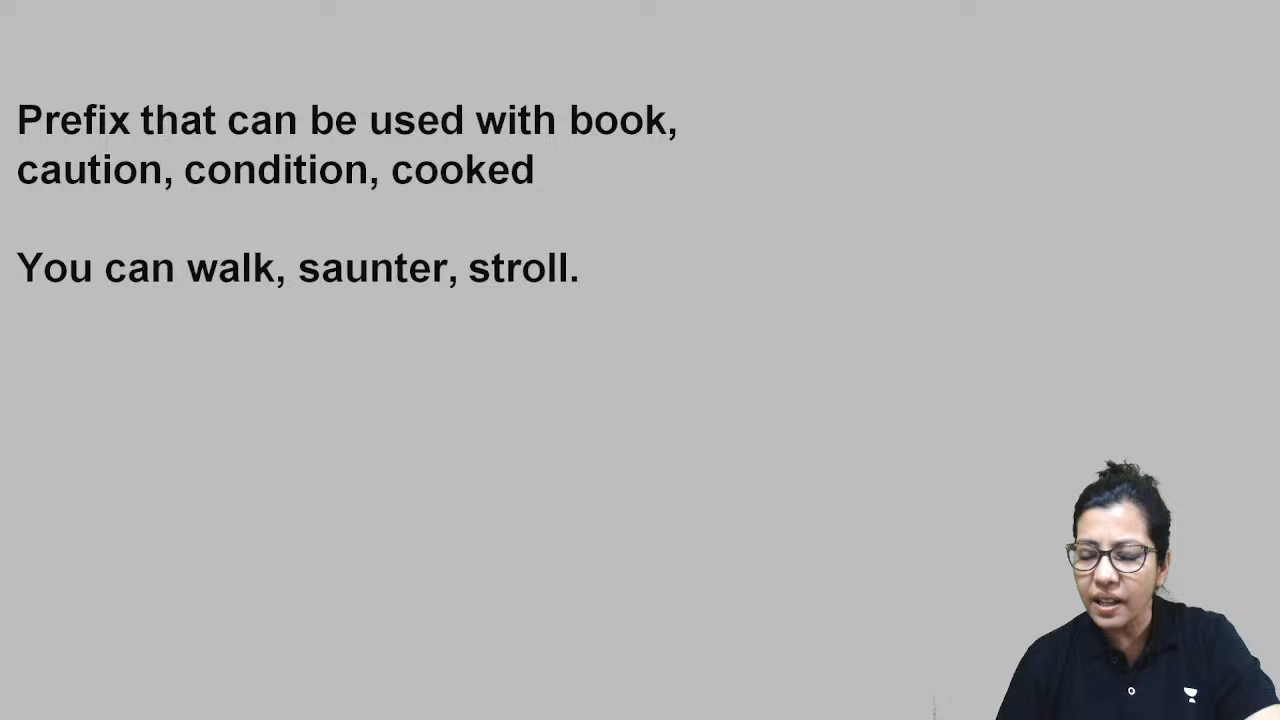 Prefix that can be used with book,
caution, condition, cooked
You can walk, saunter, stroll.